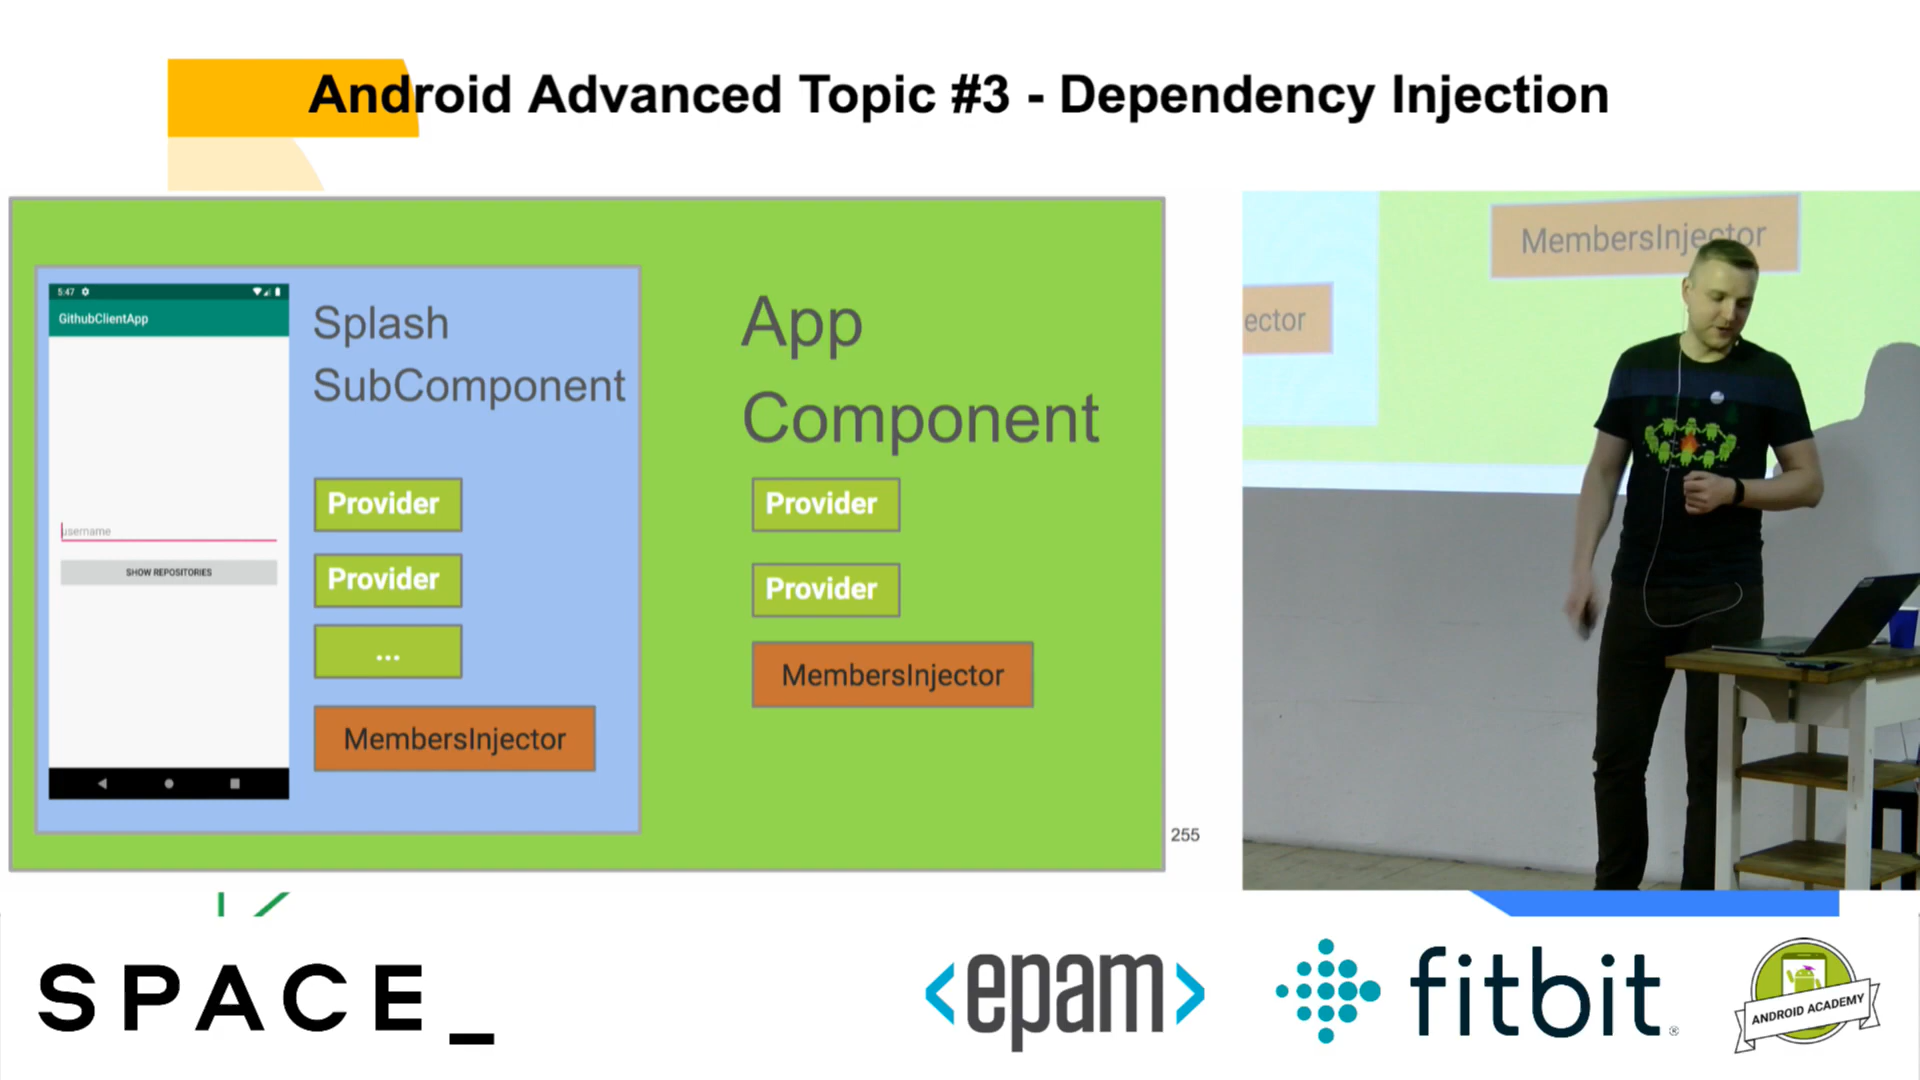 Android Advanced Topic #3 - Dependency Injection
5:47
GithubClientApp
username
SHOW REPOSITORIES
Splash
SubComponent
Provider
Provider
...
MembersInjector
App
Component
Provider
Provider
MembersInjector
255
MembersInjector
ector
SPACE_
<epam>
fitbit®
ANDROID ACADEMY